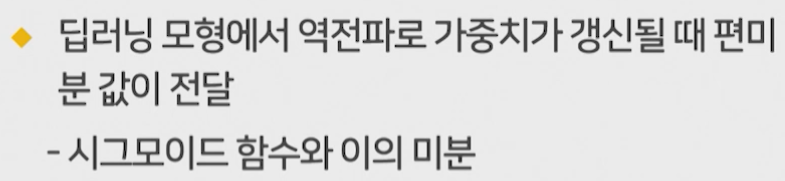 ◆ 딥러닝 모형에서 역전파로 가중치가 갱신될 때 편미
분 값이 전달
- 시그모이드 함수와 이의 미분